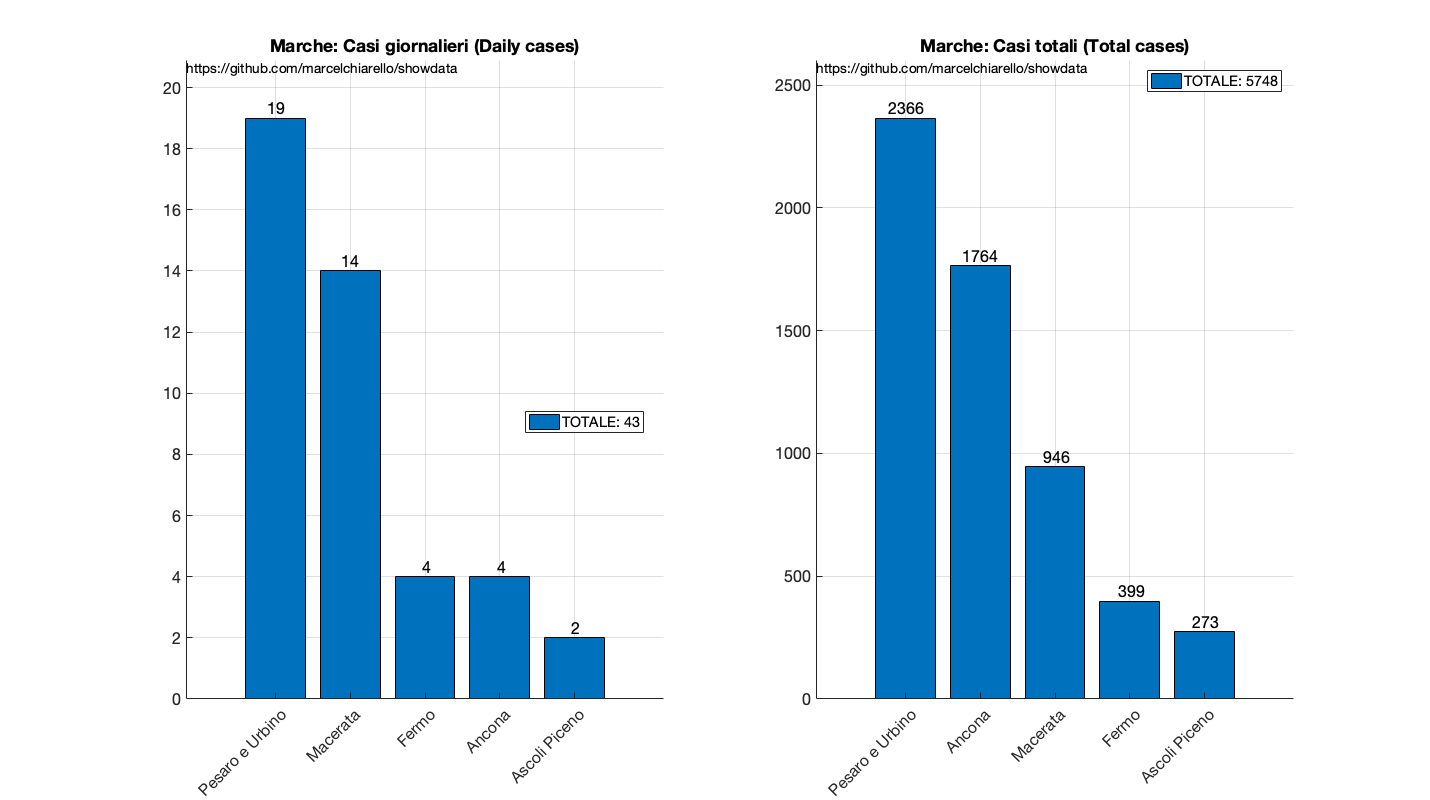 Marche: Casi giornalieri (Daily cases)
https://github.com/marcelchiarello/showdata
20
18
16
14
12
10
8
6
4
2
0
19
14
4
4
2
TOTALE: 43
Pesaro e Urbino
Macerata
Fermo
Ancona
Ascoli Piceno
Marche: Casi totali (Total cases)
https://github.com/marcelchiarello/showdata
TOTALE: 5748
2500
2000
1500
1000
500
0
2366
1764
946
399
273
Pesaro e Urbino
Ancona
Macerata
Fermo
Ascoli Piceno